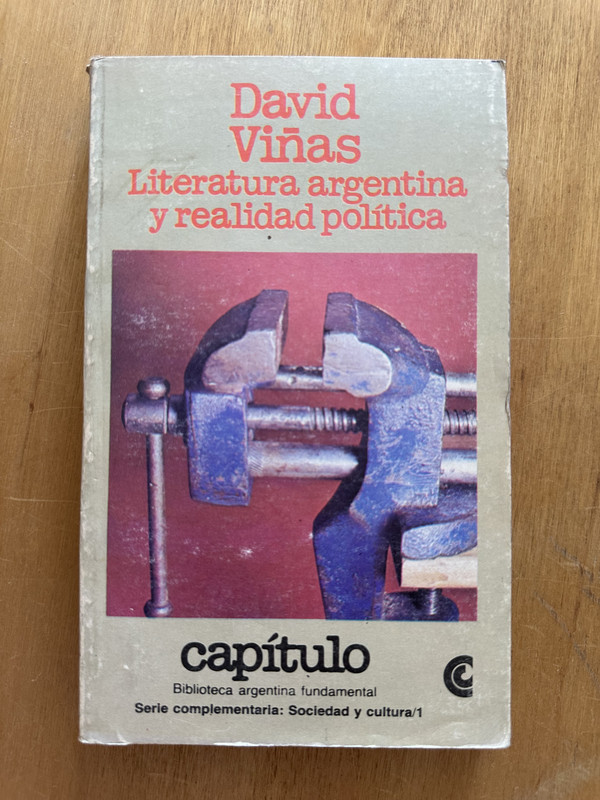 David
Viñas
Literatura argentina
y realidad política
capítulo
Biblioteca argentina fundamental
Serie complementaria: Sociedad y cultura/1